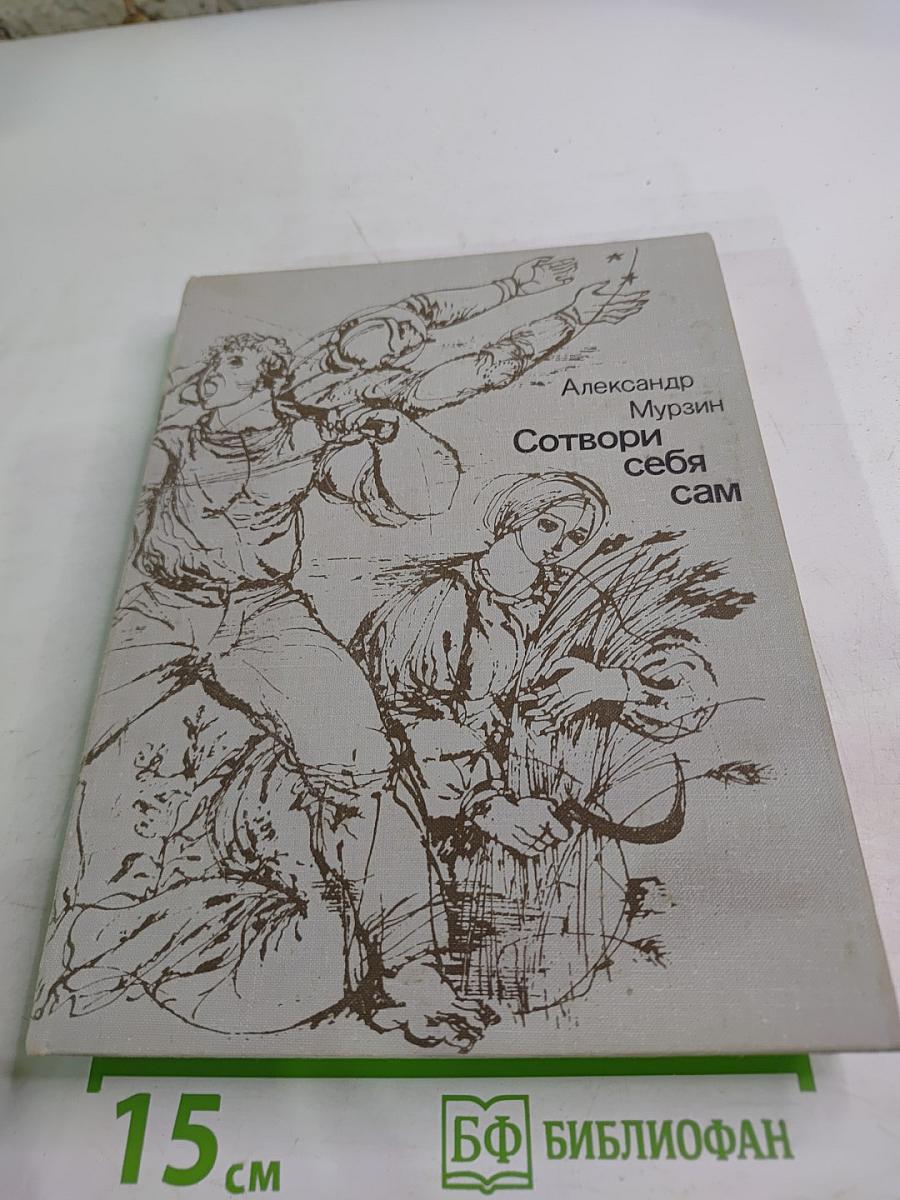 Александр
Мурзин
Сотвори
себя
сам
15 см
БФ БИБЛИОФАН